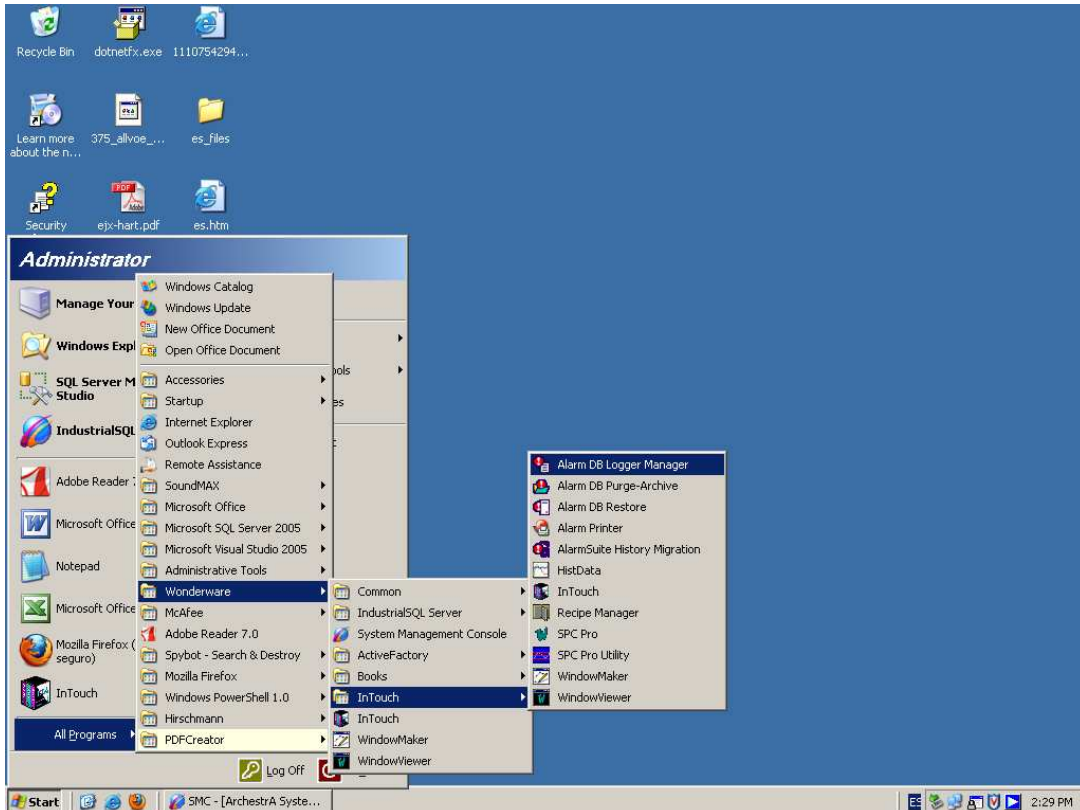 Recycle Bin
dotnetfx.exe
1110754294...
Learn more
about the n...
375_allvoe_...
es_files
Security
ejx-hart.pdf
es.htm
Administrator
Manage Your
Windows Expl
SQL Server M
Studio
IndustrialSQL
Adobe Reader
Microsoft Office
Notepad
Microsoft Office
Mozilla Firefox (
seguro)
InTouch
All Programs
Windows Catalog
Windows Update
New Office Document
Open Office Document
Accessories
Startup
Internet Explorer
Outlook Express
Remote Assistance
SoundMAX
Microsoft Office
Microsoft SQL Server 2005
Microsoft Visual Studio 2005
Administrative Tools
Wonderware
McAfee
Adobe Reader 7.0
Spybot - Search & Destroy
Mozilla Firefox
Windows PowerShell 1.0
Hirschmann
PDFCreator
ools
es
Common
IndustrialSQL Server
System Management Console
ActiveFactory
Books
InTouch
InTouch
WindowMaker
WindowViewer
Alarm DB Logger Manager
Alarm DB Purge-Archive
Alarm DB Restore
Alarm Printer
AlarmSuite History Migration
HistData
InTouch
Recipe Manager
SPC Pro
SPC Pro Utility
WindowMaker
WindowViewer
Log Off
Start
SMC - [ArchestrA Syste...
ES
2:29 PM